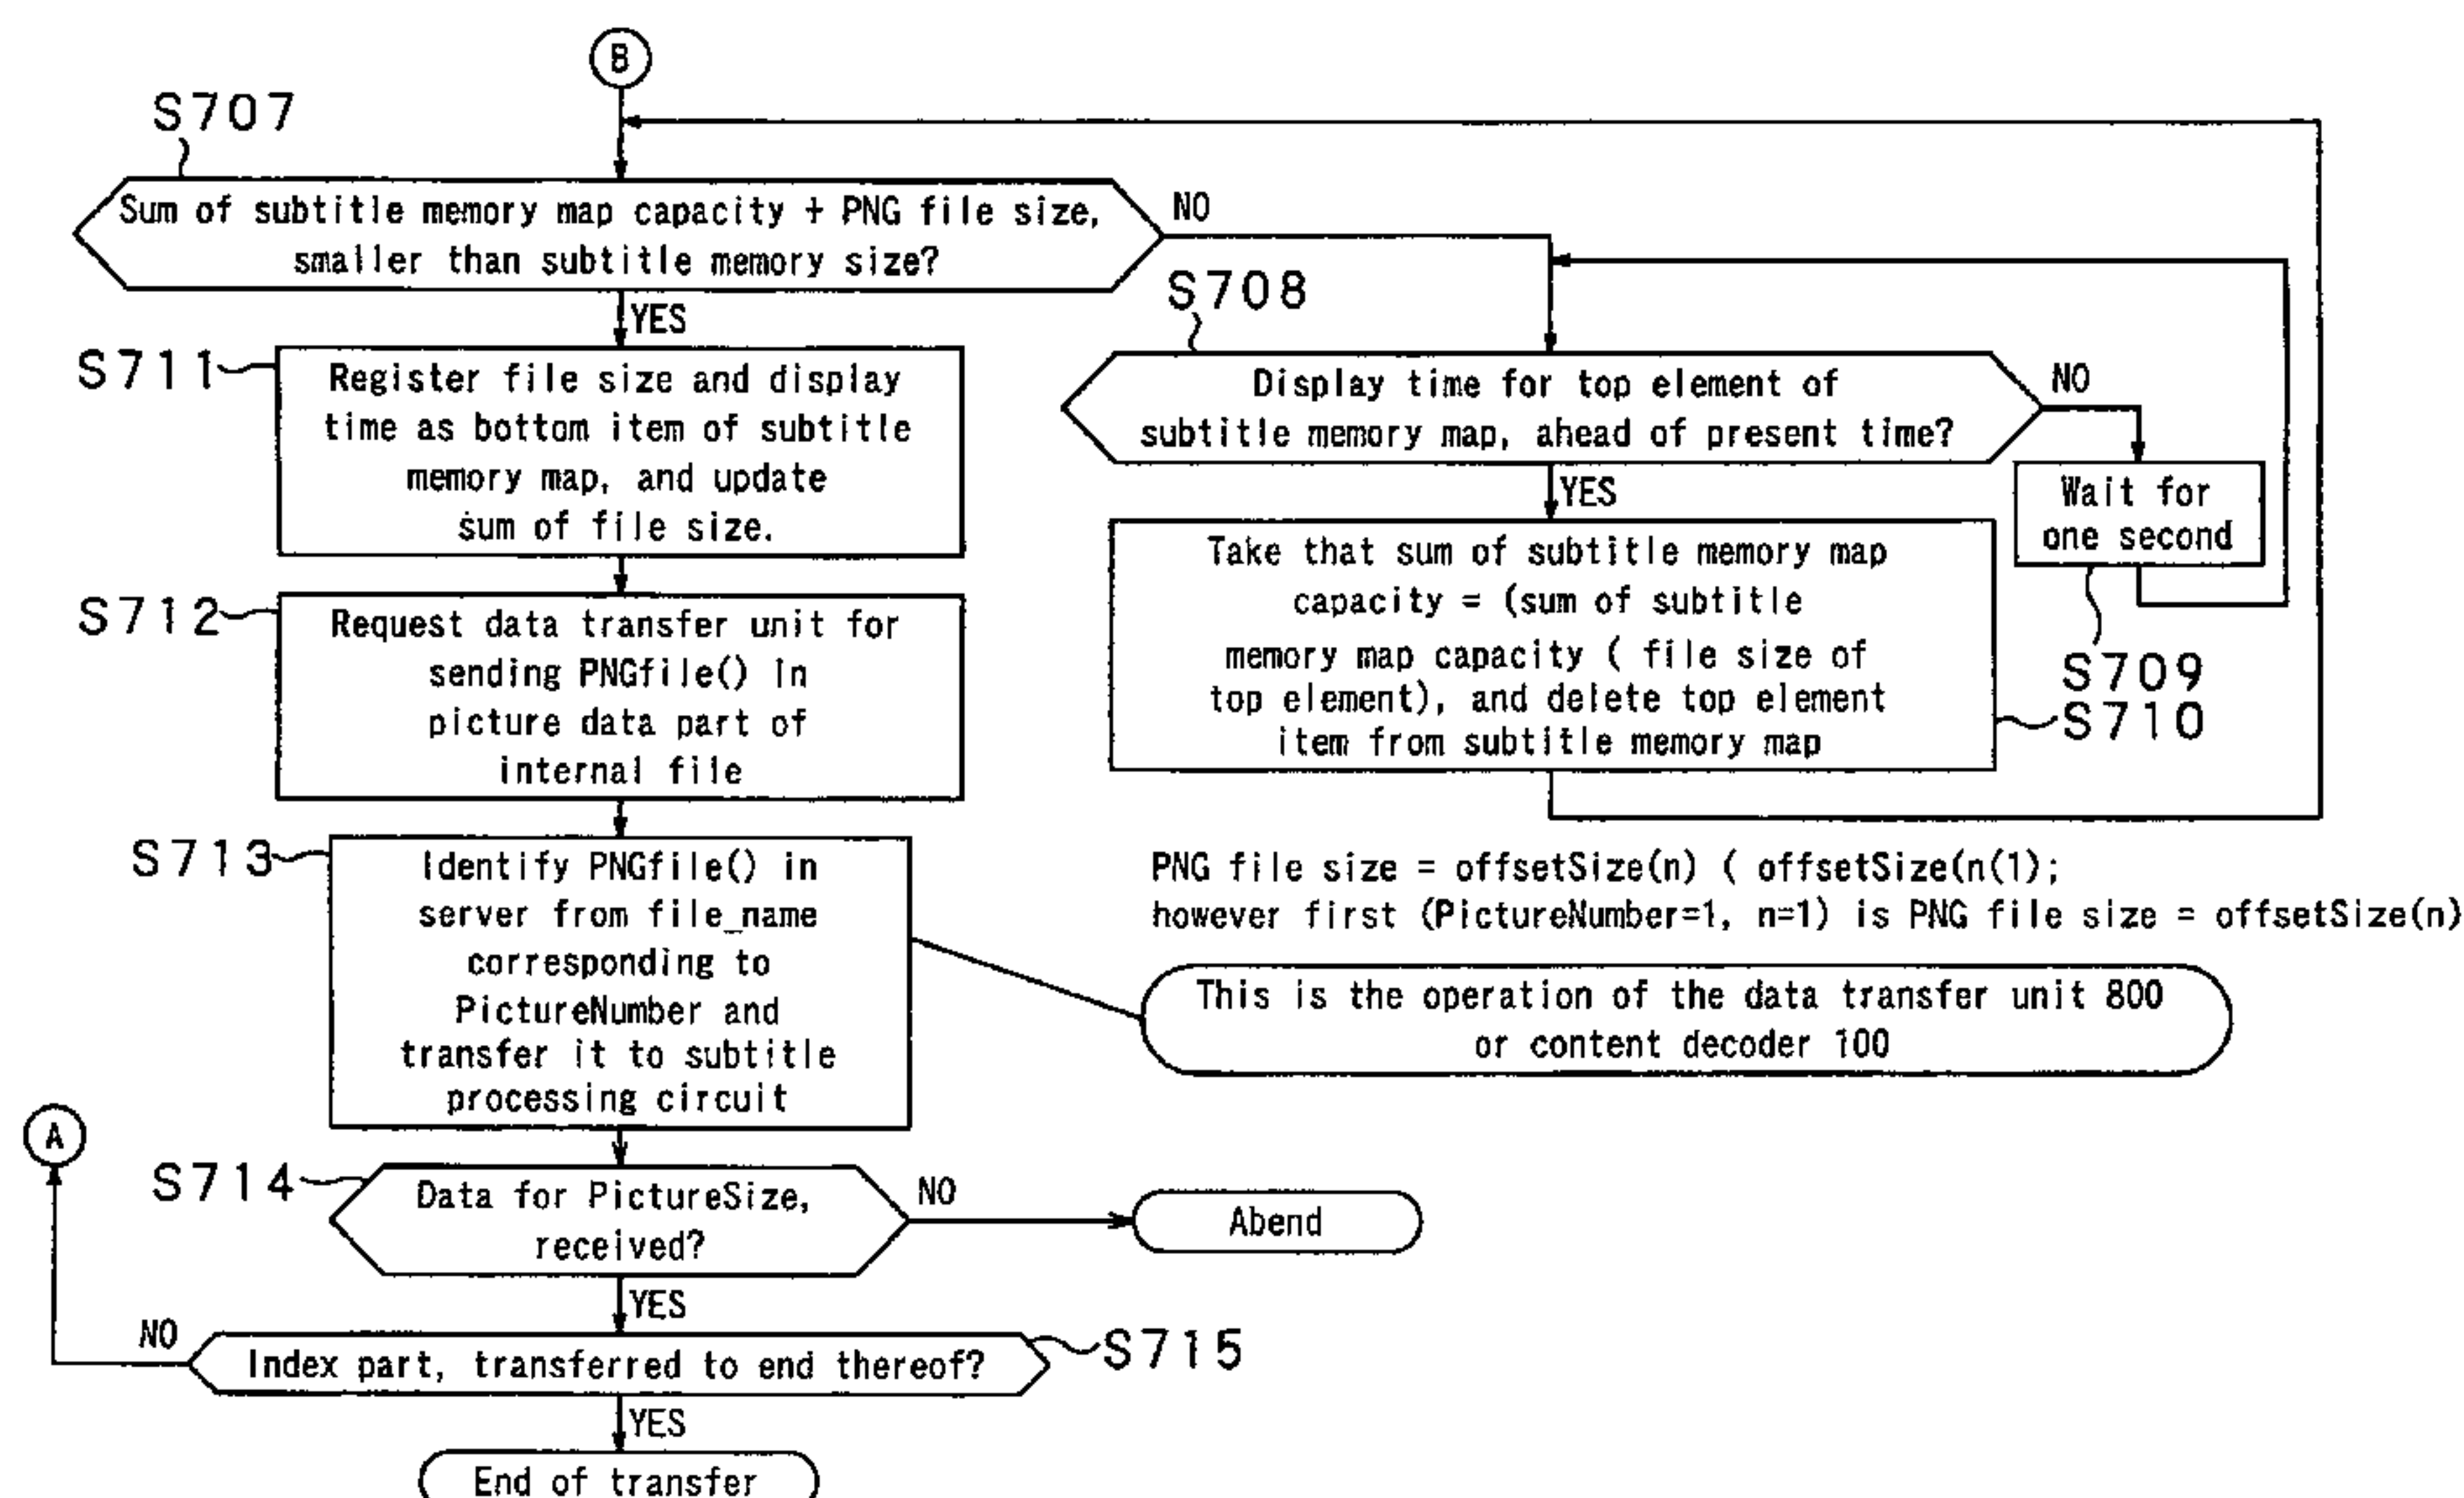 B
S707
Sum of subtitle memory map capacity + PNG file size,
smaller than subtitle memory size?
NO
YES
S711
Register file size and display
time as bottom item of subtitle
memory map, and update
sum of file size.
S708
Display time for top element of
subtitle memory map, ahead of present time?
NO
YES
Wait for
one second
S709
Take that sum of subtitle memory map
capacity = (sum of subtitle
memory map capacity ( file size of
top element), and delete top element
item from subtitle memory map
S710
S712
Request data transfer unit for
sending PNGfile() in
picture data part of
internal file
S713
Identify PNGfile() in
server from file_name
corresponding to
PictureNumber and
transfer it to subtitle
processing circuit
PNG file size = offsetSize(n) ( offsetSize(n(1);
however first (PictureNumber=1, n=1) is PNG file size = offsetSize(n)
This is the operation of the data transfer unit 800
or content decoder 100
A
S714
Data for PictureSize,
received?
NO
Abend
YES
NO
Index part, transferred to end thereof?
S715
YES
End of transfer